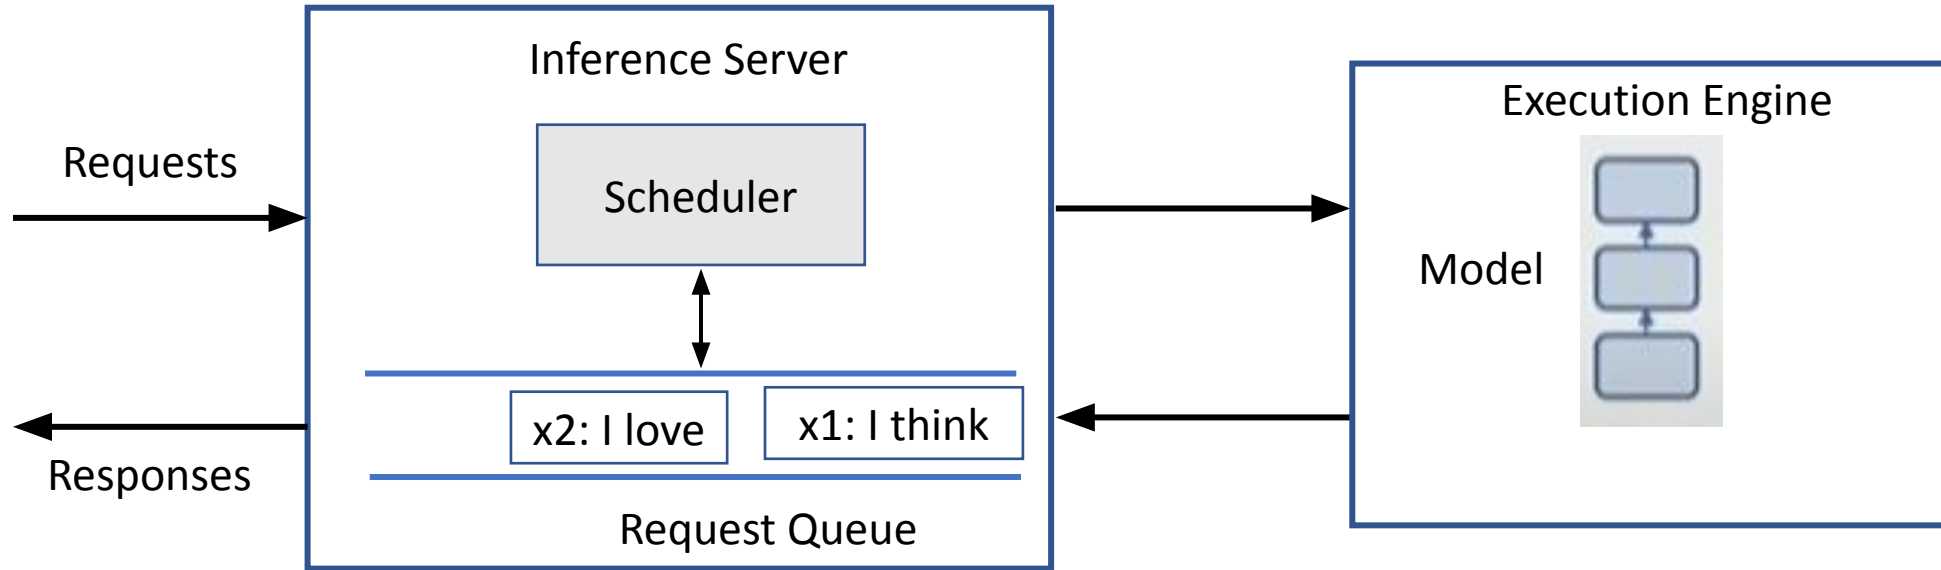 Inference Server
Execution Engine
Requests
Scheduler
Model
x2: I love
x1: I think
Responses
Request Queue